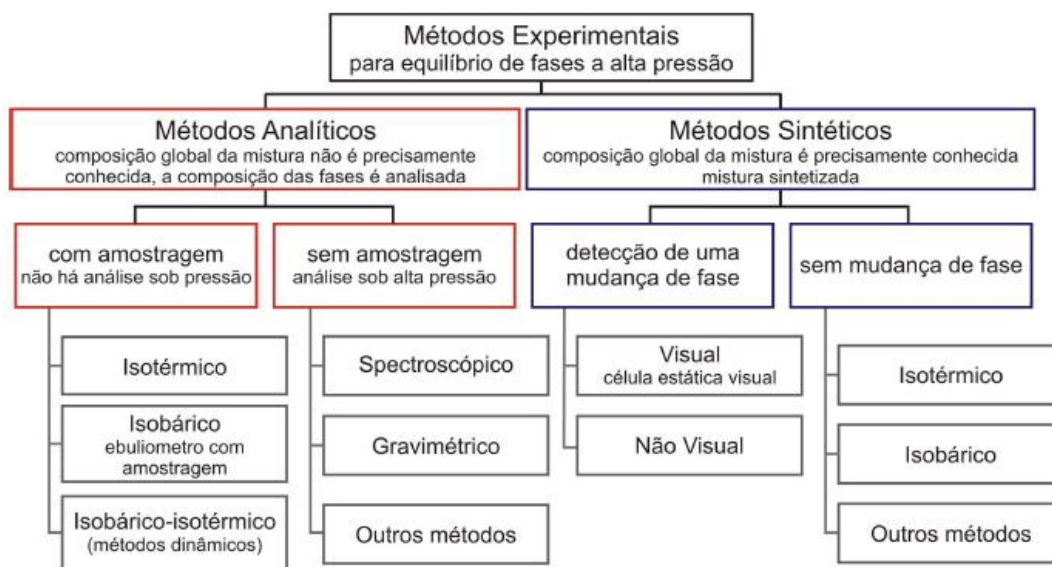 Métodos Experimentais
para equilíbrio de fases a alta pressão
Métodos Analíticos
composição global da mistura não é precisamente
conhecida, a composição das fases é analisada
Métodos Sintéticos
composição global da mistura é precisamente conhecida
mistura sintetizada
com amostragem
não há análise sob pressão
sem amostragem
análise sob alta pressão
detecção de uma
mudança de fase
sem mudança de fase
Isotérmico
Isobárico
ebuliometro com
amostragem
Isobárico-isotérmico
(métodos dinâmicos)
Spectroscópico
Gravimétrico
Outros métodos
Visual
célula estática visual
Não Visual
Isotérmico
Isobárico
Outros métodos